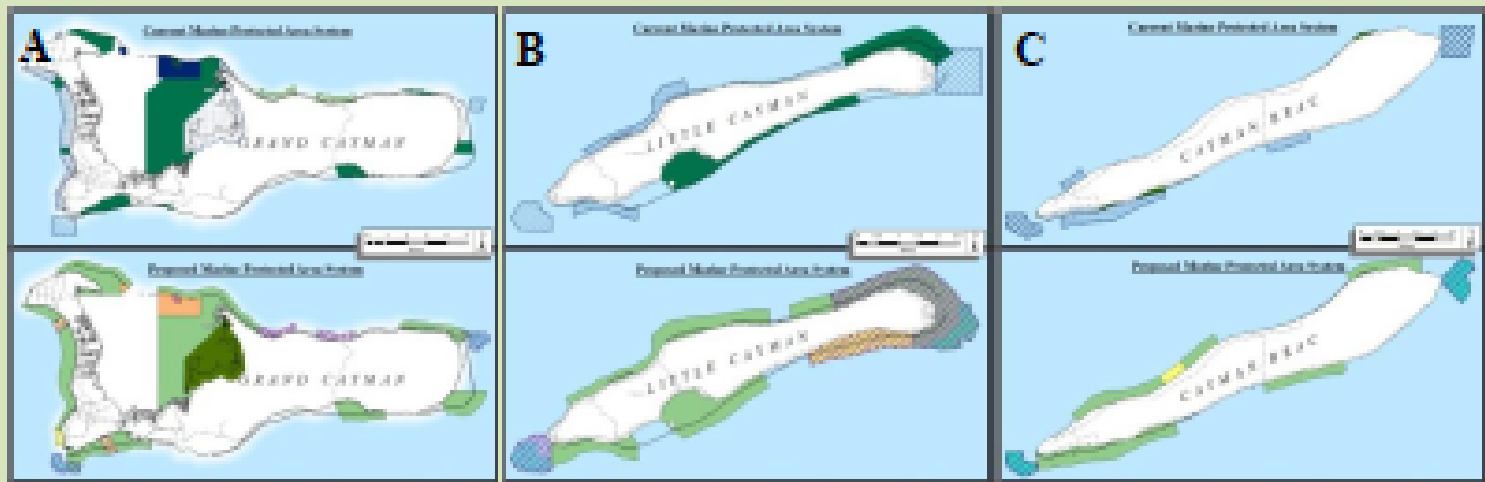 A
Current Marine Protected Area System
GRAND CAYMAN
B
Current Marine Protected Area System
LITTLE CAYMAN
C
Current Marine Protected Area System
CAYMAN BRAC
Proposed Marine Protected Area System
GRAND CAYMAN
Proposed Marine Protected Area System
LITTLE CAYMAN
Proposed Marine Protected Area System
CAYMAN BRAC